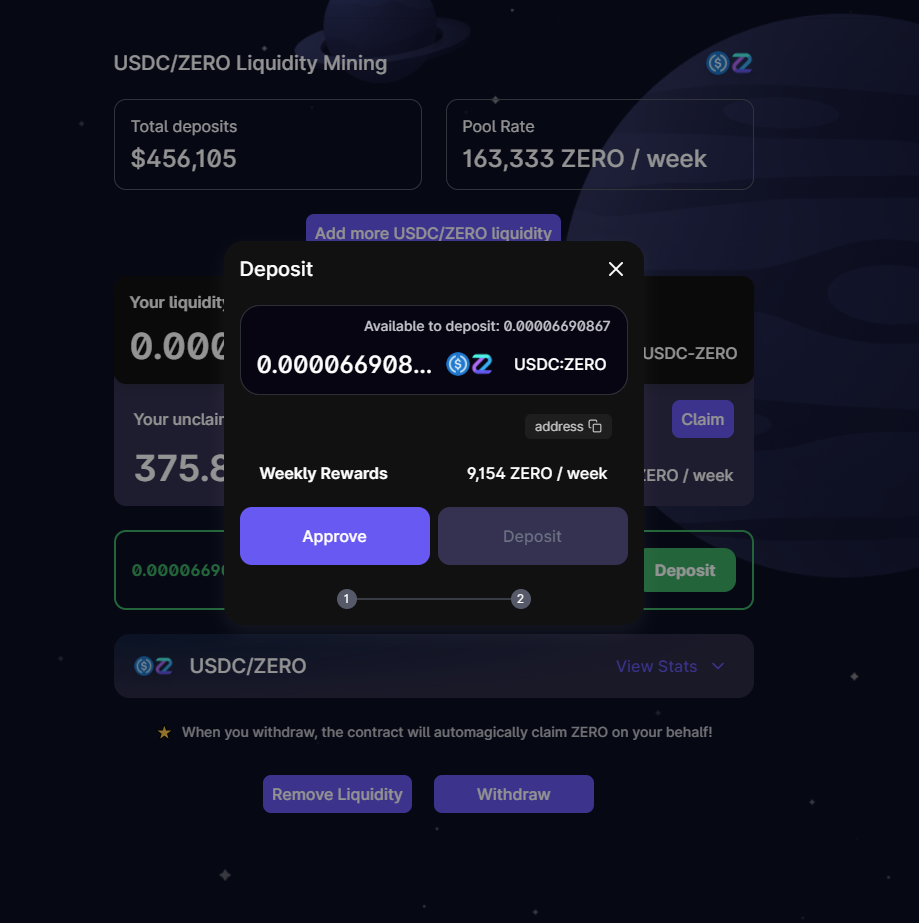 USDC/ZERO Liquidity Mining
Total deposits
$456,105
Pool Rate
163,333 ZERO / week
Add more USDC/ZERO liquidity
Deposit
Your liquidity
0.000
USDC-ZERO
Available to deposit: 0.00006690867
0.000066908... USDC:ZERO
address
Your unclai
375.8
Claim
ZERO / week
Weekly Rewards 9,154 ZERO / week
Approve Deposit
0.0000669
Deposit
1 2
USDC/ZERO View Stats
When you withdraw, the contract will automagically claim ZERO on your behalf!
Remove Liquidity Withdraw